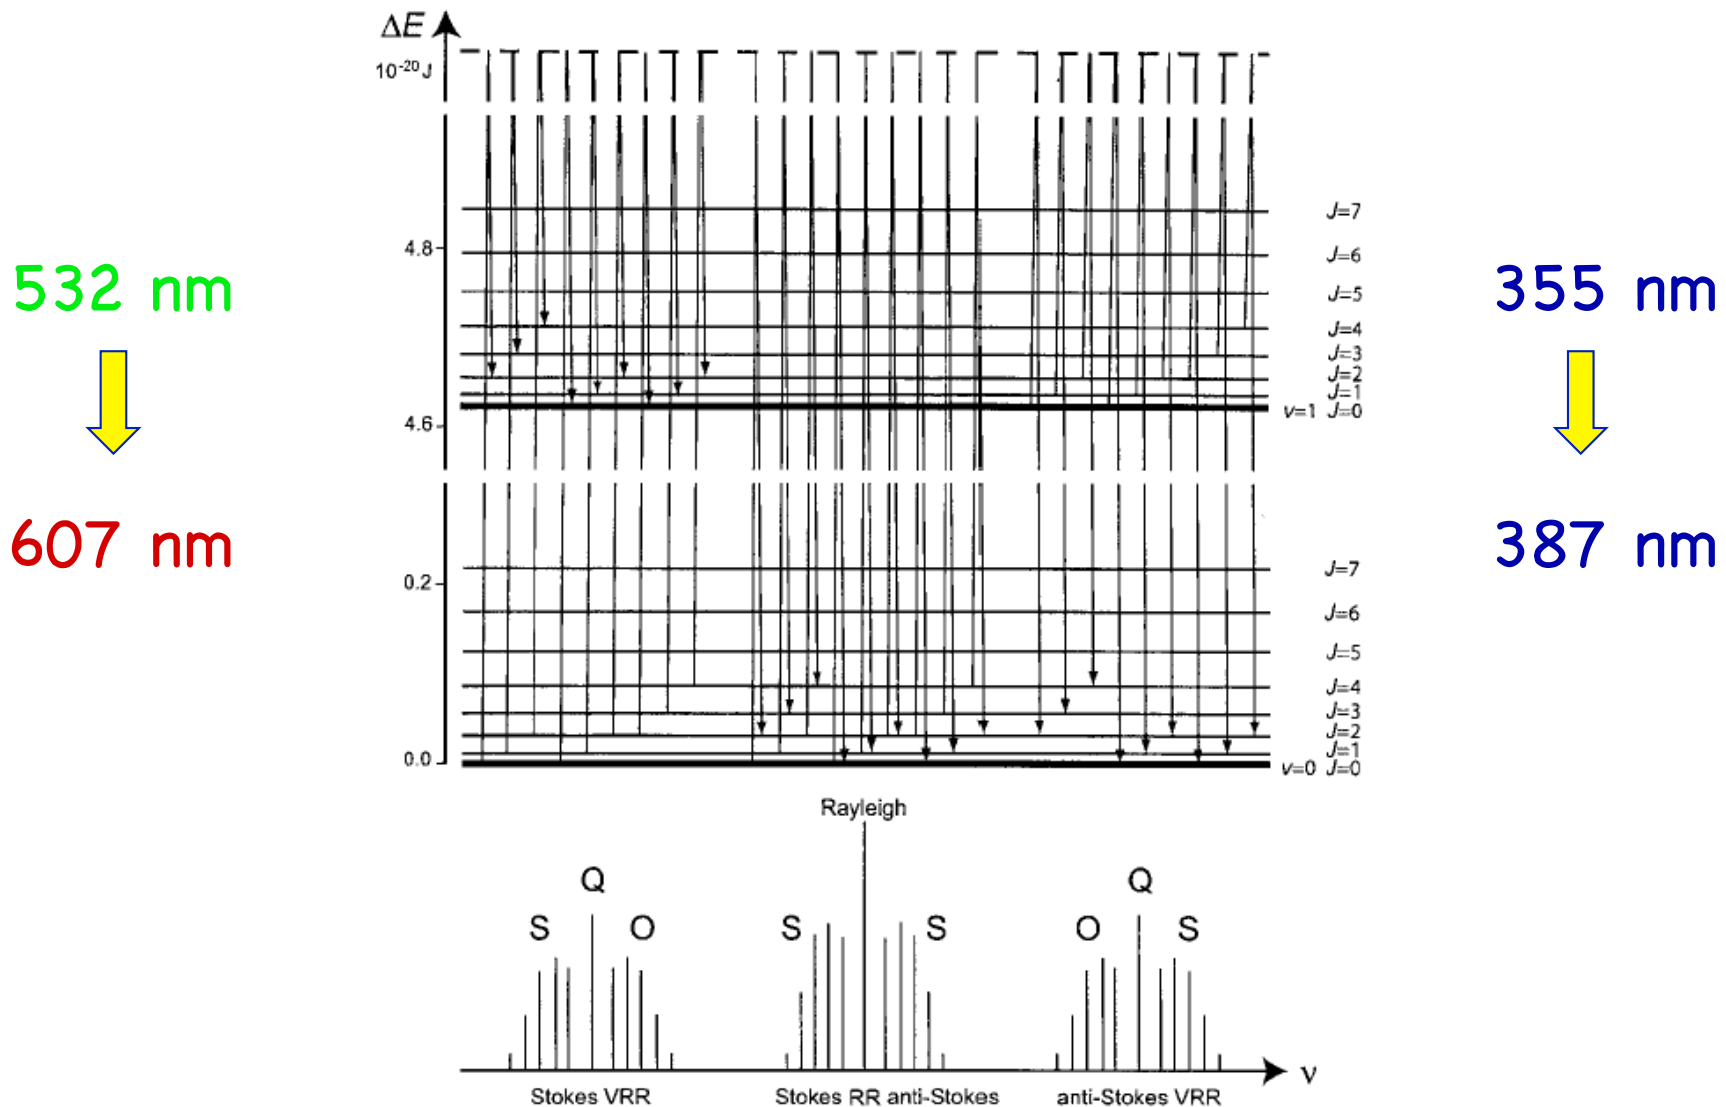 ΔE
10⁻²⁰J
J=7
4.8
J=6
532 nm
355 nm
J=5
J=4
J=3
J=2
J=1
v=1 J=0
4.6
607 nm
387 nm
J=7
0.2
J=6
J=5
J=4
J=3
J=2
J=1
0.0
v=0 J=0
Rayleigh
Q
Q
S
O
S
S
O
S
ν
Stokes VRR
Stokes RR anti-Stokes
anti-Stokes VRR